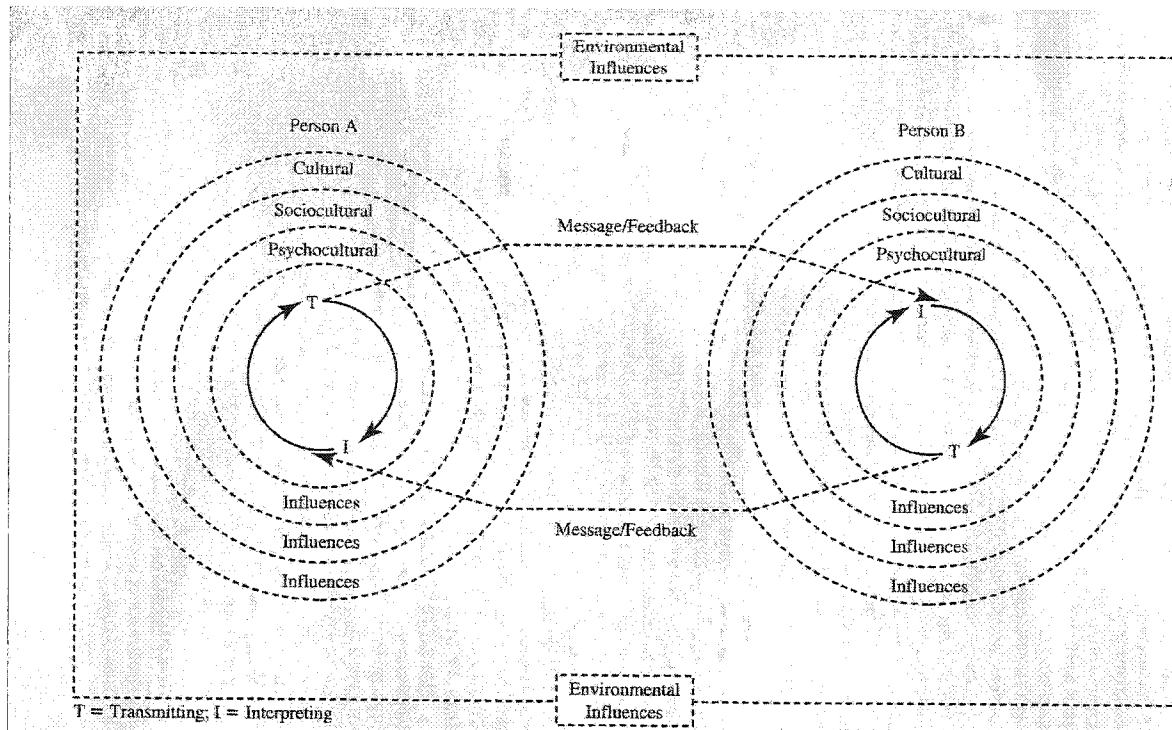 Environmental
Influences
Person A
Person B
Cultural
Cultural
Sociocultural
Sociocultural
Message/Feedback
Psychocultural
Psychocultural
T
I
I
T
Influences
Influences
Message/Feedback
Influences
Influences
Influences
Influences
Environmental
Influences
T = Transmitting; I = Interpreting